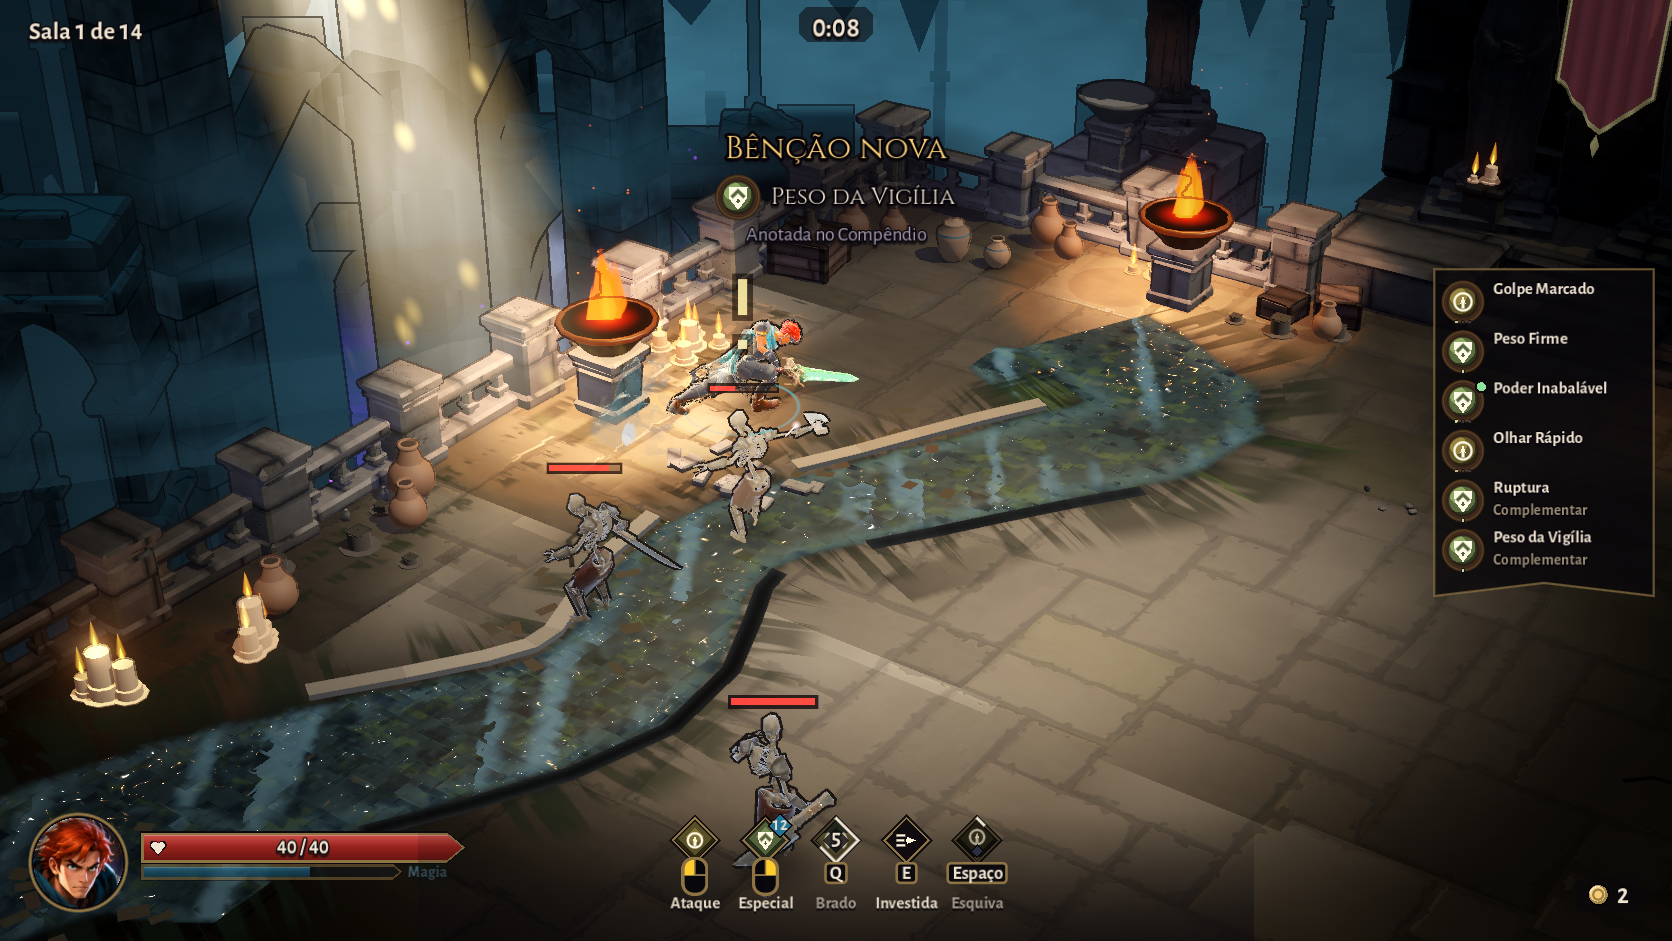 Sala 1 de 14
0:08
BÊNÇÃO NOVA
PESO DA VIGÍLIA
Anotada no Compêndio
Golpe Marcado
Peso Firme
Poder Inabalável
Olhar Rápido
Ruptura
Complementar
Peso da Vigília
Complementar
40/40
Magia
12
5
Q
E
Espaço
Ataque
Especial
Brado
Investida
Esquiva
2